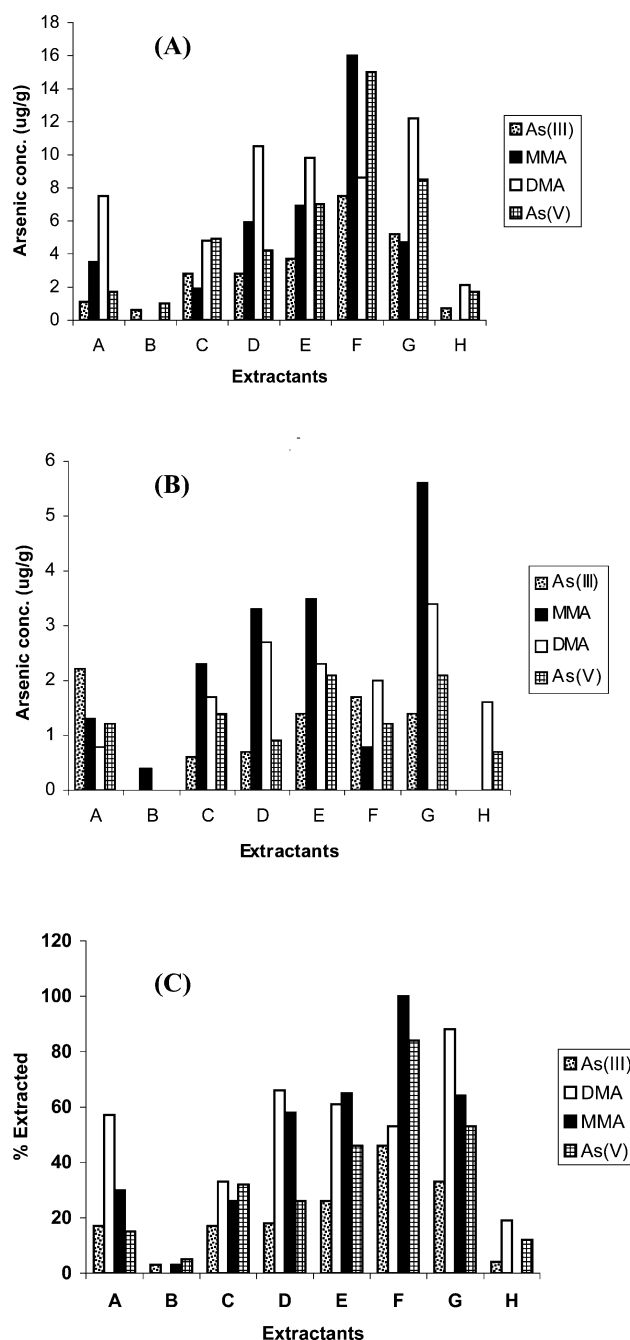 (A)
Arsenic conc. (ug/g)
18
16
14
12
10
8
6
4
2
0
A B C D E F G H
Extractants
As(III)
MMA
DMA
As(V)
(B)
Arsenic conc. (ug/g)
6
5
4
3
2
1
0
A B C D E F G H
Extractants
As(III)
MMA
DMA
As(V)
(C)
% Extracted
120
100
80
60
40
20
0
A B C D E F G H
Extractants
As(III)
DMA
MMA
As(V)